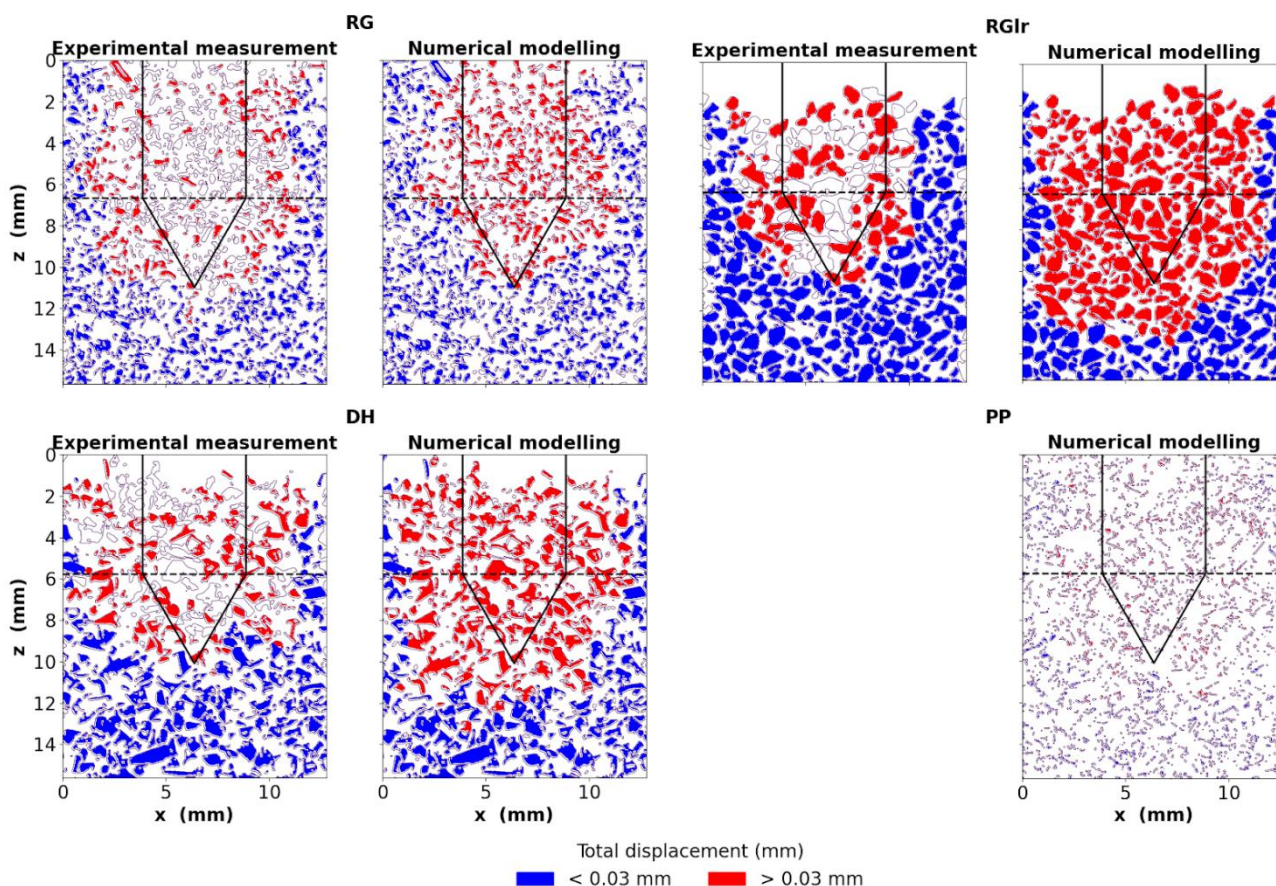 RG
Experimental measurement Numerical modelling
RGlr
Experimental measurement Numerical modelling
0
2
4
6
8
10
12
14
z (mm)
DH
Experimental measurement Numerical modelling
PP
Numerical modelling
0
2
4
6
8
10
12
14
z (mm)
0 5 10
x (mm)
0 5 10
x (mm)
0 5 10
x (mm)
Total displacement (mm)
< 0.03 mm > 0.03 mm